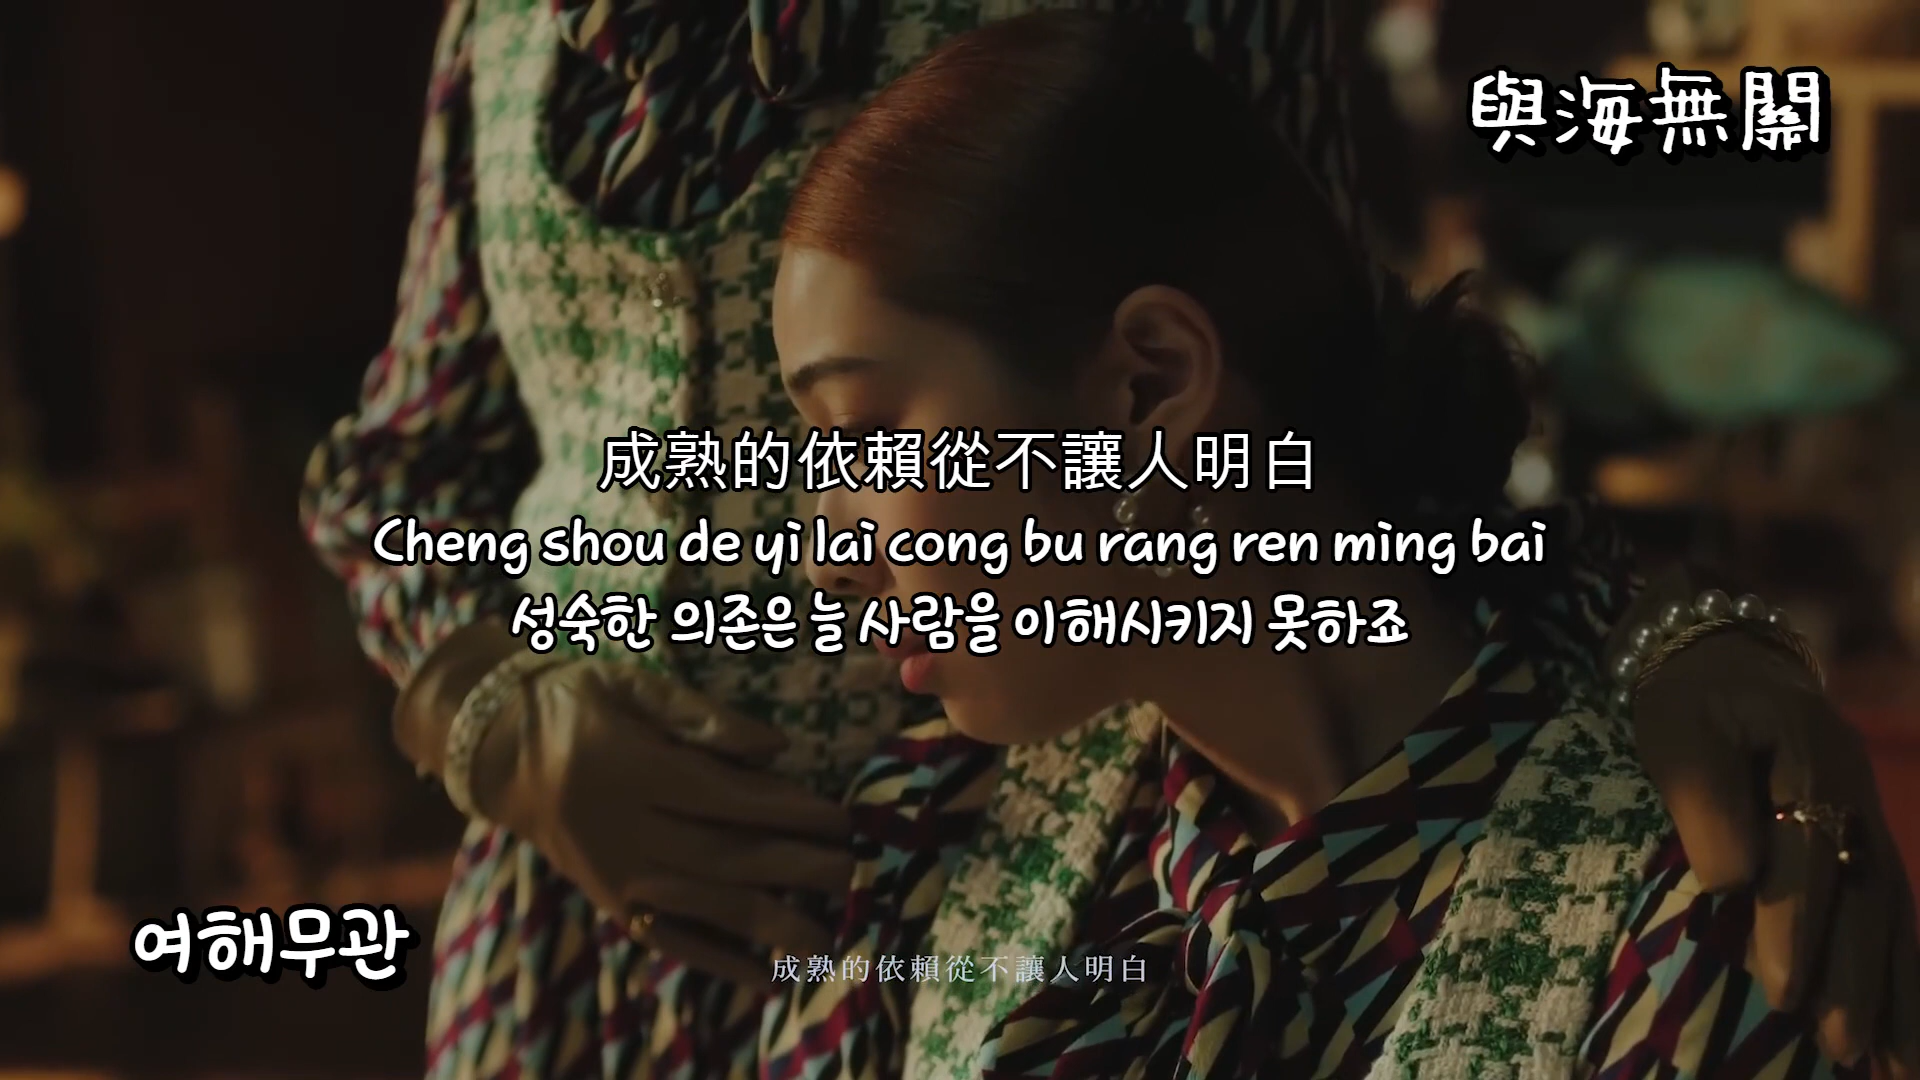 與海無關
成熟的依賴從不讓人明白
Cheng shou de yi lai cong bu rang ren ming bai
성숙한 의존은 늘 사람을 이해시키지 못하죠
여해무관
成熟的依賴從不讓人明白